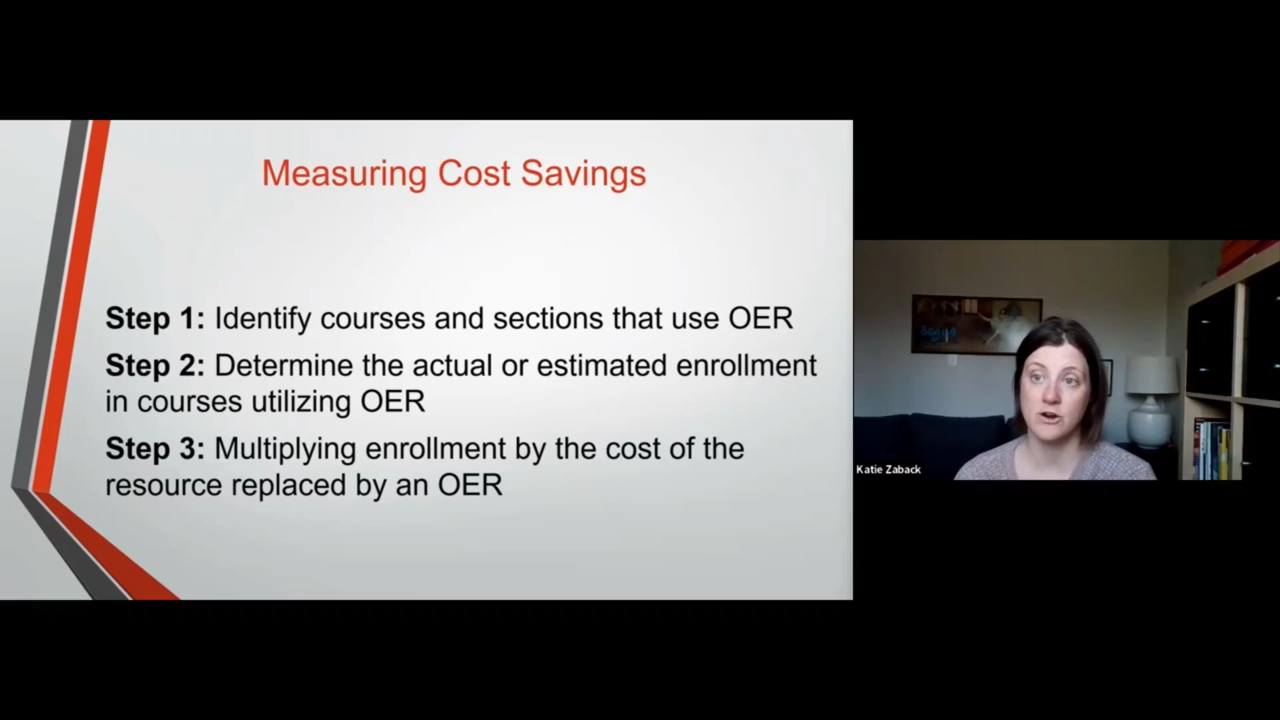 Measuring Cost Savings
Step 1: Identify courses and sections that use OER
Step 2: Determine the actual or estimated enrollment
in courses utilizing OER
Step 3: Multiplying enrollment by the cost of the
resource replaced by an OER
Katie Zaback